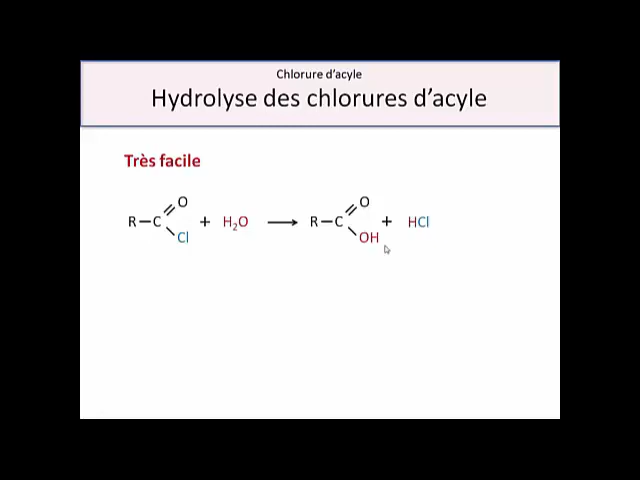 Chlorure d'acyle
Hydrolyse des chlorures d'acyle
Très facile
R–C(=O)Cl + H₂O ⟶ R–C(=O)OH + HCl